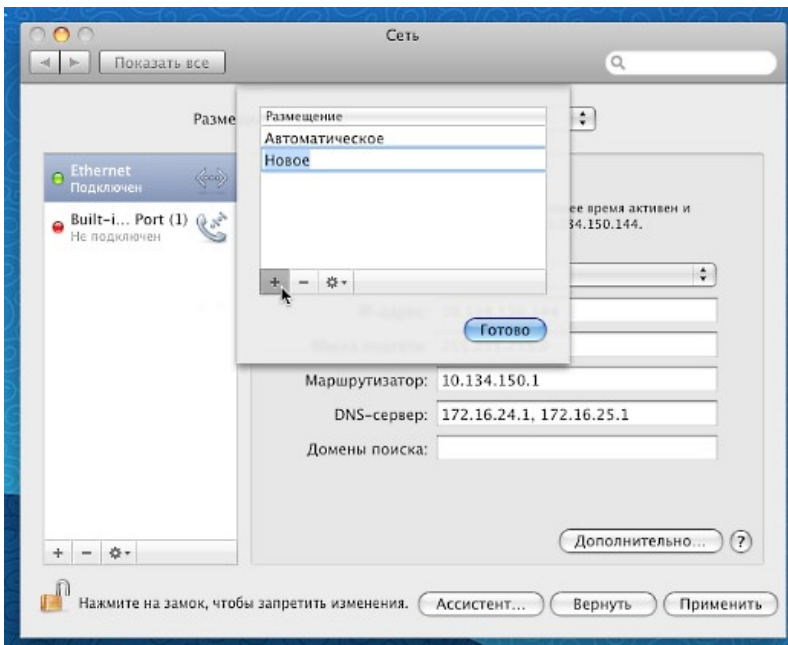 Сеть
Показать все
Разме
Размещение
Автоматическое
Новое
Ethernet
Подключен
Built-i... Port (1)
Не подключен
ее время активен и
34.150.144.
+ −
Готово
Маршрутизатор: 10.134.150.1
DNS-сервер: 172.16.24.1, 172.16.25.1
Домены поиска:
+ −
Дополнительно... ?
Нажмите на замок, чтобы запретить изменения. Ассистент... Вернуть Применить